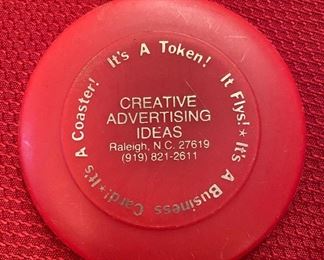 It's A Token! It Flys! ★ It's A Business Card! ★ It's A Coaster!
CREATIVE
ADVERTISING
IDEAS
Raleigh, N.C. 27619
(919) 821-2611